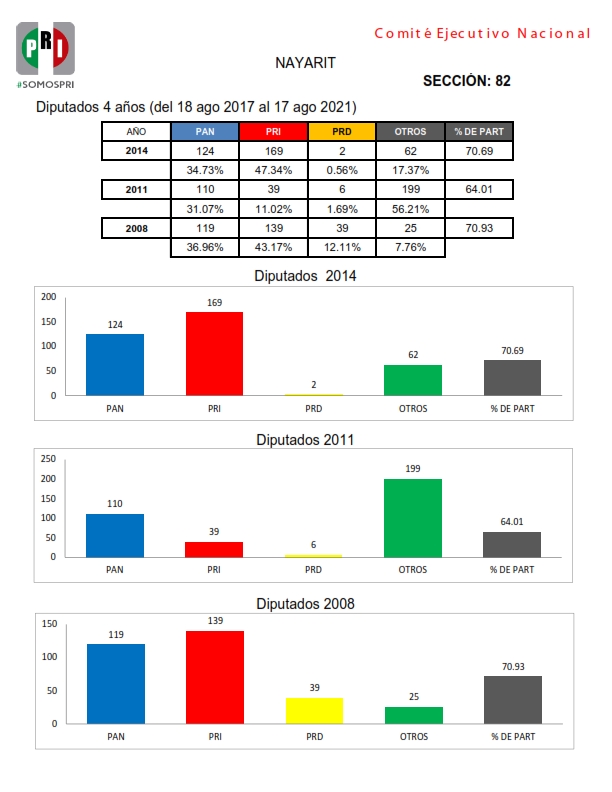 Comité Ejecutivo Nacional
PRI
#SOMOSPRI
NAYARIT
SECCIÓN: 82
Diputados 4 años (del 18 ago 2017 al 17 ago 2021)
AÑO PAN PRI PRD OTROS % DE PART
2014 124 169 2 62 70.69
34.73% 47.34% 0.56% 17.37%
2011 110 39 6 199 64.01
31.07% 11.02% 1.69% 56.21%
2008 119 139 39 25 70.93
36.96% 43.17% 12.11% 7.76%
Diputados 2014
200
150
100
50
0
124 169 2 62 70.69
PAN PRI PRD OTROS % DE PART
Diputados 2011
250
200
150
100
50
0
110 39 6 199 64.01
PAN PRI PRD OTROS % DE PART
Diputados 2008
150
100
50
0
119 139 39 25 70.93
PAN PRI PRD OTROS % DE PART